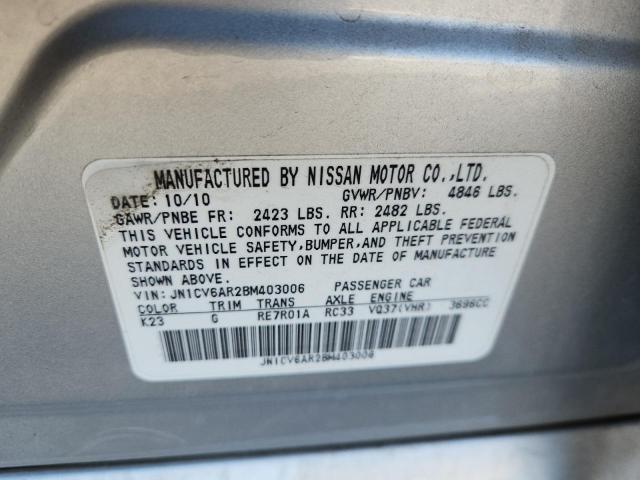 MANUFACTURED BY NISSAN MOTOR CO.,LTD.
DATE: 10/10 GVWR/PNBV: 4846 LBS.
GAWR/PNBE FR: 2423 LBS. RR: 2482 LBS.
THIS VEHICLE CONFORMS TO ALL APPLICABLE FEDERAL
MOTOR VEHICLE SAFETY, BUMPER, AND THEFT PREVENTION
STANDARDS IN EFFECT ON THE DATE OF MANUFACTURE
SHOWN ABOVE.
VIN: JN1CV6AR2BM403006 PASSENGER CAR
COLOR TRIM TRANS AXLE ENGINE
K23 G RE7R01A RC33 VQ37(VHR) 3696CC
JN1CV6AR2BM403006